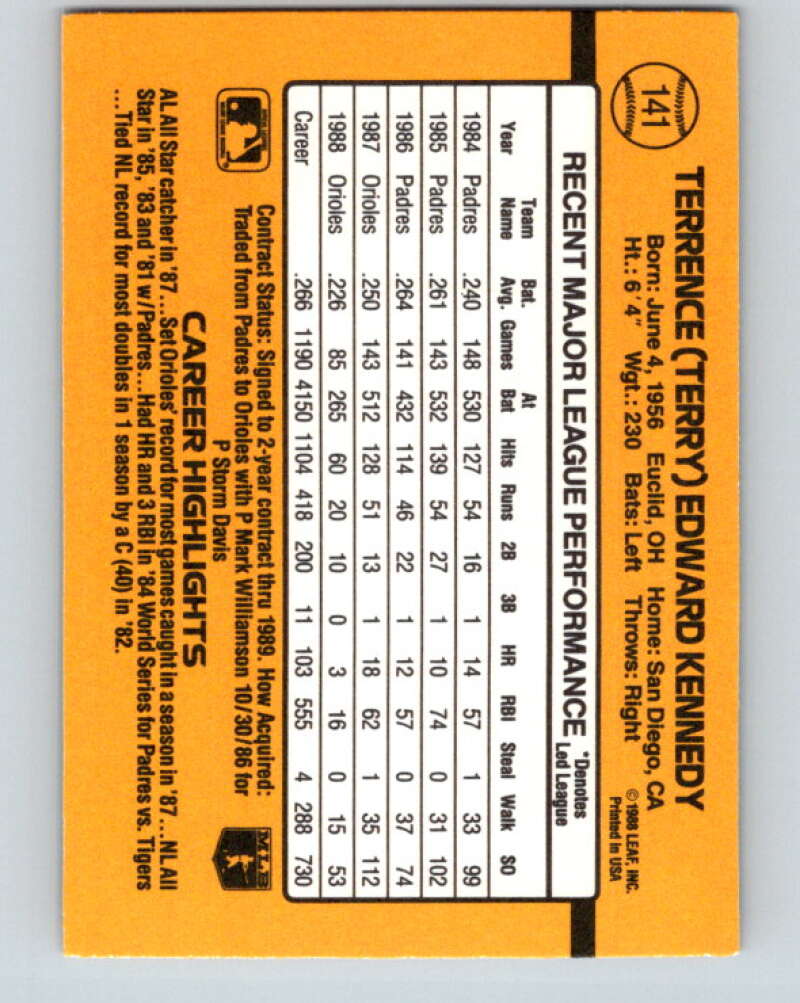 141
TERRENCE (TERRY) EDWARD KENNEDY
Born: June 4, 1956 Euclid, OH Home: San Diego, CA
Ht.: 6'4" Wgt.: 230 Bats: Left Throws: Right
©1988 LEAF, INC.
Printed in USA
RECENT MAJOR LEAGUE PERFORMANCE
*Denotes
Led League
Year Team Name Bat. Avg. Games At Bat Hits Runs 2B 3B HR RBI Steal Walk SO
1984 Padres .240 148 530 127 54 16 1 14 57 1 33 99
1985 Padres .261 143 532 139 54 27 1 10 74 0 31 102
1986 Padres .264 141 432 114 46 22 1 12 57 0 37 74
1987 Orioles .250 143 512 128 51 13 1 18 62 1 35 112
1988 Orioles .226 85 265 60 20 10 0 3 16 0 15 53
Career .266 1190 4150 1104 418 200 11 103 555 4 288 730
Contract Status: Signed to 2-year contract thru 1989. How Acquired:
Traded from Padres to Orioles with P Mark Williamson 10/30/86 for
P Storm Davis
MLB
CAREER HIGHLIGHTS
AL All Star catcher in '87...Set Orioles' record for most games caught in a season in '87...NL All
Star in '85, '83 and '81 w/Padres...Had HR and 3 RBI in '84 World Series for Padres vs. Tigers
...Tied NL record for most doubles in 1 season by a C (40) in '82.